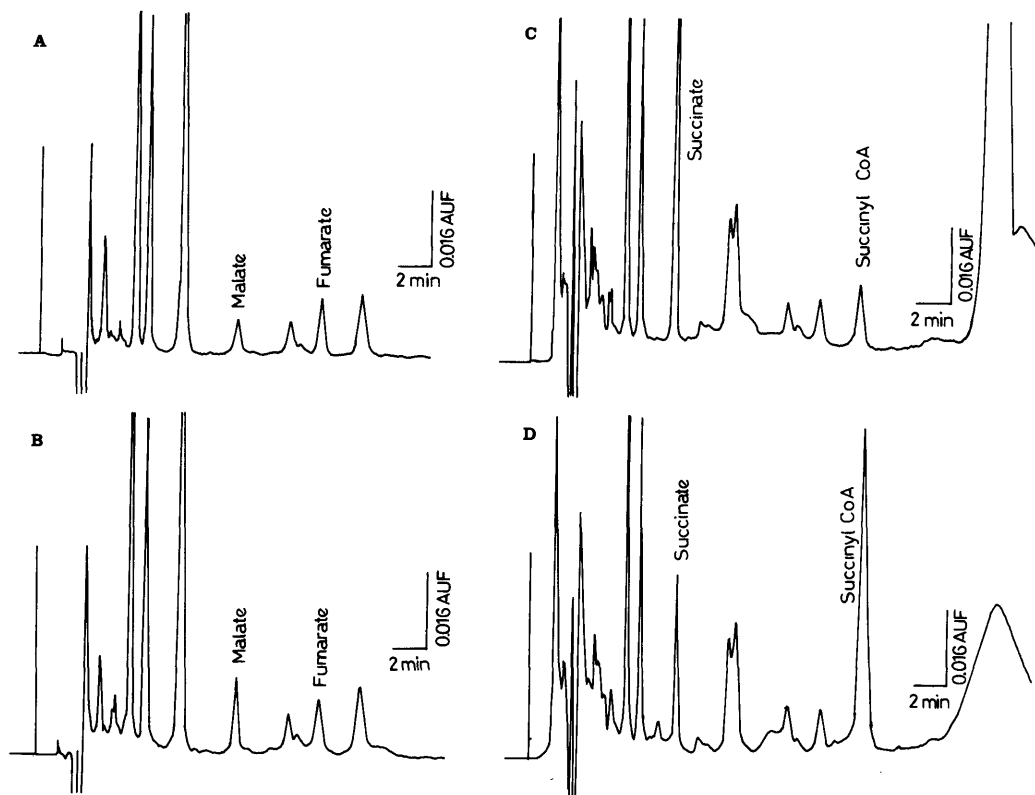 A
Malate
Fumarate
2 min
0.016 AUF
B
Malate
Fumarate
2 min
0.016 AUF
C
Succinate
Succinyl CoA
2 min
0.016 AUF
D
Succinate
Succinyl CoA
2 min
0.016 AUF